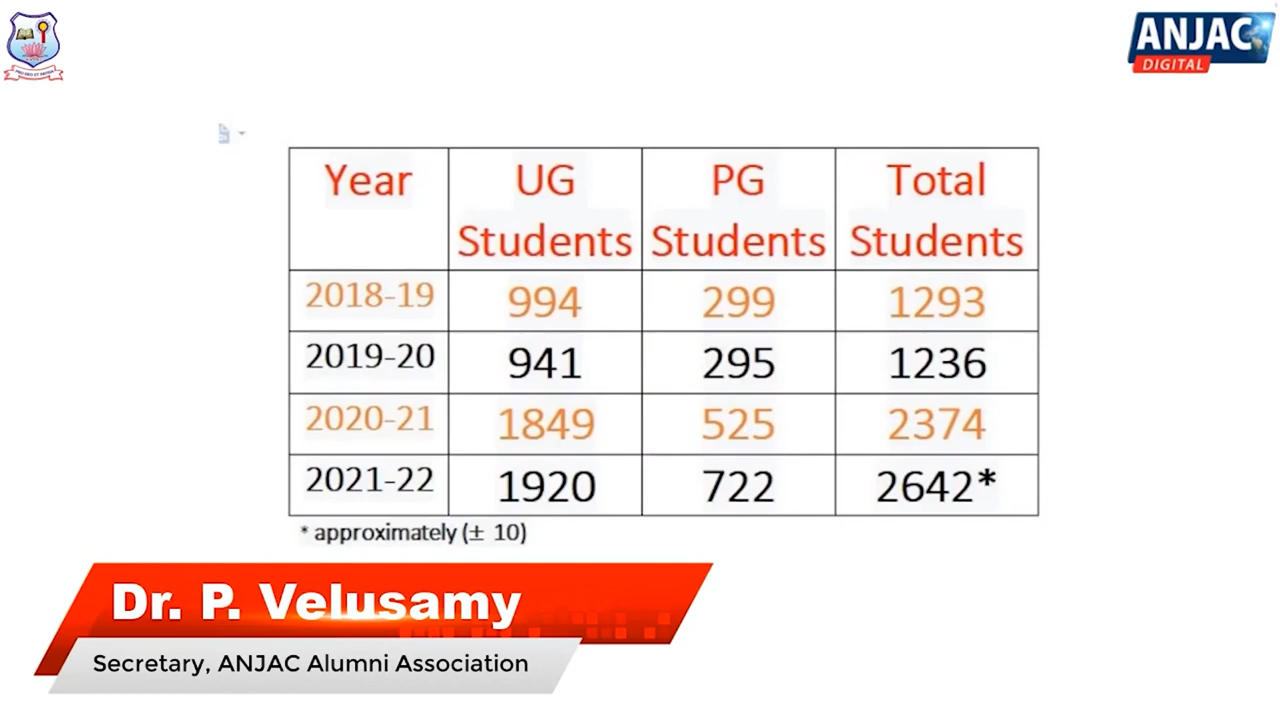 ANJAC
DIGITAL
Year UG Students PG Students Total Students
2018-19 994 299 1293
2019-20 941 295 1236
2020-21 1849 525 2374
2021-22 1920 722 2642*
* approximately (± 10)
Dr. P. Velusamy
Secretary, ANJAC Alumni Association